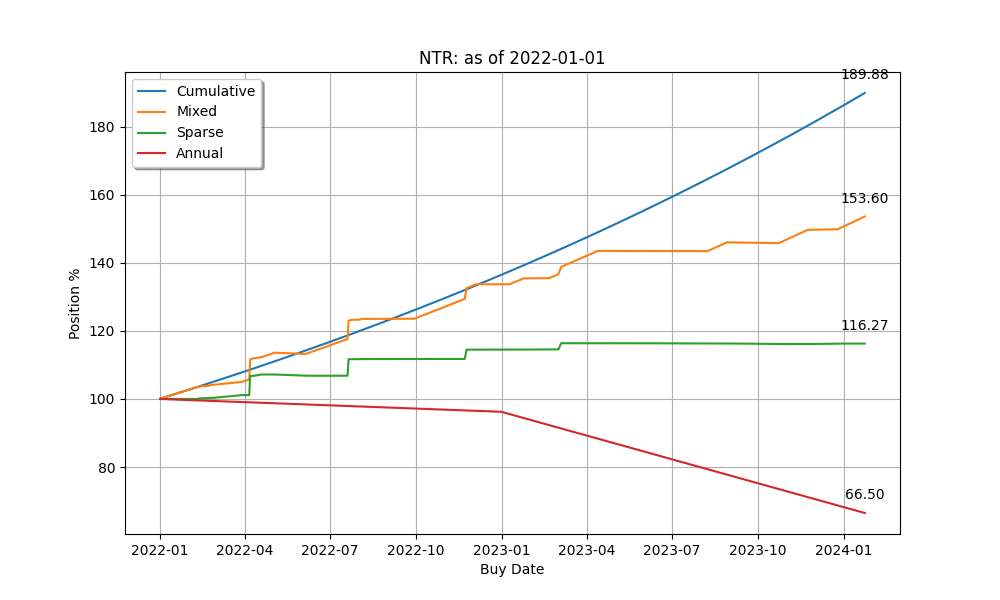 NTR: as of 2022-01-01
Cumulative
Mixed
Sparse
Annual
189.88
153.60
116.27
66.50
Position %
180
160
140
120
100
80
2022-01 2022-04 2022-07 2022-10 2023-01 2023-04 2023-07 2023-10 2024-01
Buy Date